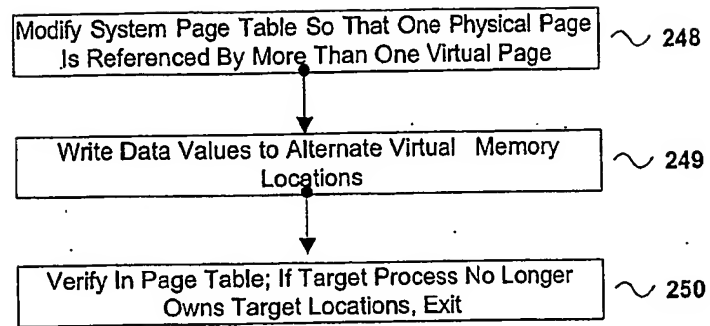 Modify System Page Table So That One Physical Page
Is Referenced By More Than One Virtual Page
248
Write Data Values to Alternate Virtual Memory
Locations
249
Verify In Page Table; If Target Process No Longer
Owns Target Locations, Exit
250